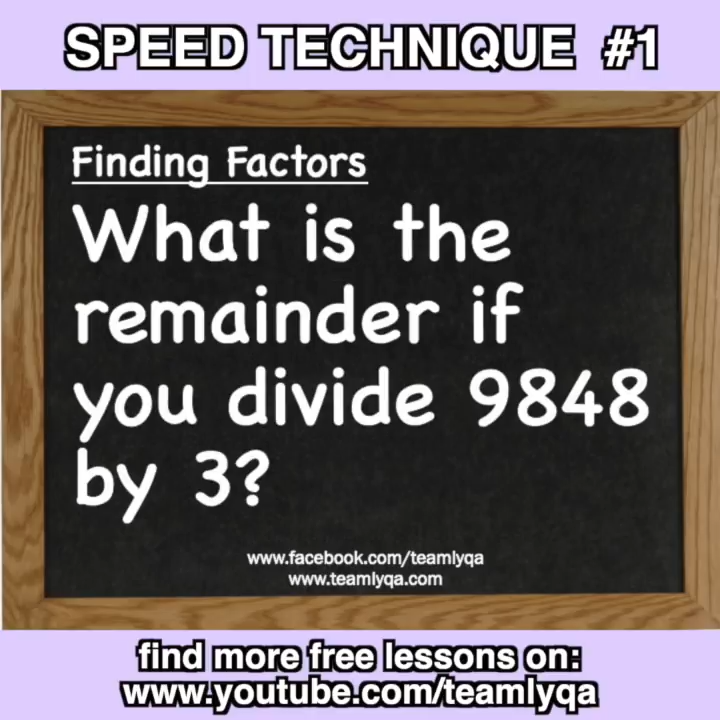 SPEED TECHNIQUE #1
Finding Factors
What is the
remainder if
you divide 9848
by 3?
www.facebook.com/teamlyqa
www.teamlyqa.com
find more free lessons on:
www.youtube.com/teamlyqa